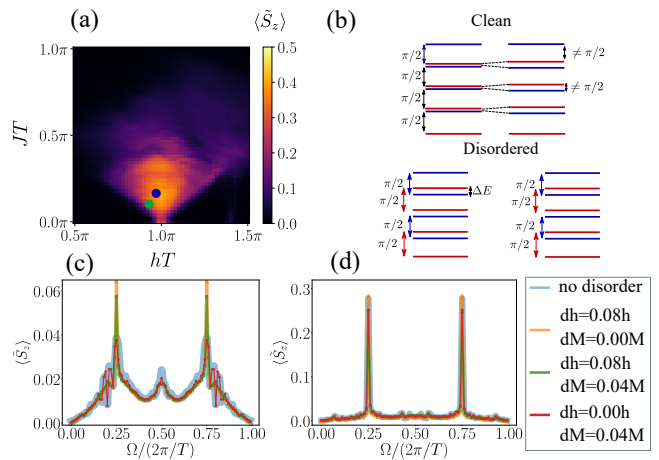 (a)
⟨S̃z⟩
JT
1.0π
0.5π
0.0π
0.5π
1.0π
1.5π
hT
0.5
0.4
0.3
0.2
0.1
0.0
(b)
Clean
π/2
π/2
π/2
π/2
≠ π/2
≠ π/2
Disordered
π/2
π/2
π/2
π/2
ΔE
π/2
π/2
π/2
π/2
(c)
⟨S̃z⟩
0.06
0.04
0.02
0.00
0.00 0.25 0.50 0.75 1.00
Ω/(2π/T)
(d)
⟨S̃z⟩
0.3
0.2
0.1
0.0
0.00 0.25 0.50 0.75 1.00
Ω/(2π/T)
no disorder
dh=0.08h
dM=0.00M
dh=0.08h
dM=0.04M
dh=0.00h
dM=0.04M